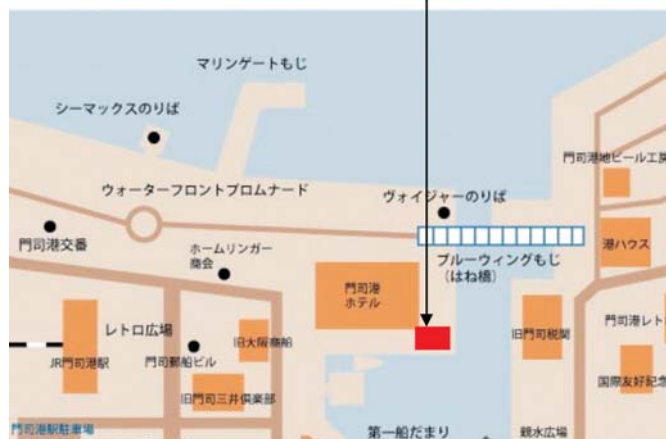 マリンゲートもじ
シーマックスのりば
門司港地ビール工房
ウォーターフロントプロムナード
ヴォイジャーのりば
門司港交番
ホームリンガー
商会
港ハウス
ブルーウィングもじ
(はね橋)
門司港
ホテル
レトロ広場
旧大阪商船
旧門司税関
門司港レト
JR門司港駅
門司郵船ビル
国際友好記念
旧門司三井倶楽部
門司港駅駐車場
第一船だまり
親水広場